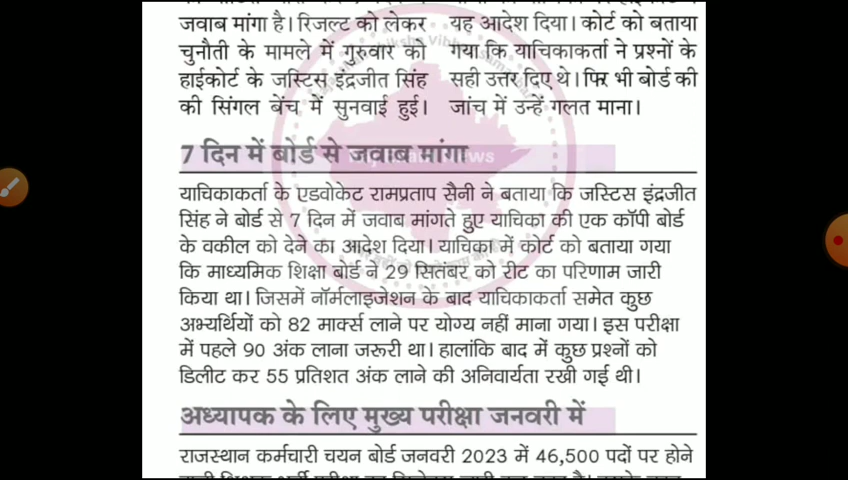 जवाब मांगा है। रिजल्ट को लेकर
चुनौती के मामले में गुरुवार को
हाईकोर्ट के जस्टिस इंद्रजीत सिंह
की सिंगल बेंच में सुनवाई हुई।
यह आदेश दिया। कोर्ट को बताया
गया कि याचिकाकर्ता ने प्रश्नों के
सही उत्तर दिए थे। फिर भी बोर्ड की
जांच में उन्हें गलत माना।
7 दिन में बोर्ड से जवाब मांगा
याचिकाकर्ता के एडवोकेट रामप्रताप सैनी ने बताया कि जस्टिस इंद्रजीत
सिंह ने बोर्ड से 7 दिन में जवाब मांगते हुए याचिका की एक कॉपी बोर्ड
के वकील को देने का आदेश दिया। याचिका में कोर्ट को बताया गया
कि माध्यमिक शिक्षा बोर्ड ने 29 सितंबर को रीट का परिणाम जारी
किया था। जिसमें नॉर्मलाइजेशन के बाद याचिकाकर्ता समेत कुछ
अभ्यर्थियों को 82 मार्क्स लाने पर योग्य नहीं माना गया। इस परीक्षा
में पहले 90 अंक लाना जरूरी था। हालांकि बाद में कुछ प्रश्नों को
डिलीट कर 55 प्रतिशत अंक लाने की अनिवार्यता रखी गई थी।
अध्यापक के लिए मुख्य परीक्षा जनवरी में
राजस्थान कर्मचारी चयन बोर्ड जनवरी 2023 में 46,500 पदों पर होने